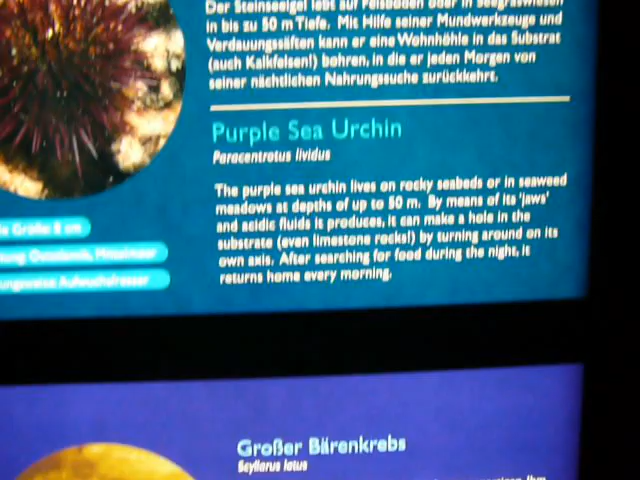 Der Steinseeigel lebt auf Felsböden oder in Seegraswiesen
in bis zu 50 m Tiefe. Mit Hilfe seiner Mundwerkzeuge und
Verdauungssäften kann er eine Wohnhöhle in das Substrat
(auch Kalkfelsen!) bohren, in die er jeden Morgen von
seiner nächtlichen Nahrungssuche zurückkehrt.
Purple Sea Urchin
Paracentrotus lividus
The purple sea urchin lives on rocky seabeds or in seaweed
meadows at depths of up to 50 m. By means of its 'jaws'
and acidic fluids it produces, it can make a hole in the
substrate (even limestone rocks!) by turning around on its
own axis. After searching for food during the night, it
returns home every morning.
Größe: 8 cm
Ostatlantik, Mittelmeer
Aufwuchsfresser
Großer Bärenkrebs
Scyllarus latus